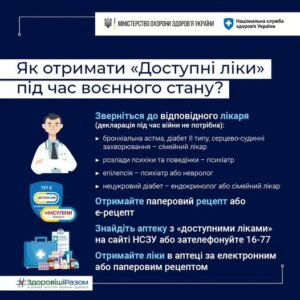 МІНІСТЕРСТВО ОХОРОНИ ЗДОРОВ'Я УКРАЇНИ
Національна служба
здоров'я України
Як отримати «Доступні ліки»
під час воєнного стану?
Зверніться до відповідного лікаря
(декларація під час війни не потрібна):
бронхіальна астма, діабет ІІ типу, серцево-судинні
захворювання – сімейний лікар
розлади психіки та поведінки – психіатр
епілепсія – психіатр або невролог
нецукровий діабет – ендокринолог або сімейний лікар
Отримайте паперовий рецепт або
е-рецепт
Знайдіть аптеку з «доступними ліками»
на сайті НСЗУ або зателефонуйте 16-77
Отримайте ліки в аптеці за електронним
або паперовим рецептом
ТУТ Є
ІНСУЛІНИ
#ЗдоровішіРазом